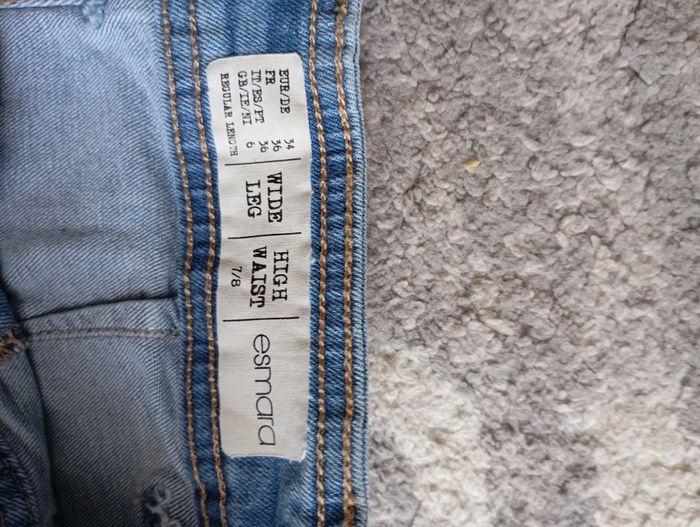 EUR/DE 34
FR 36
IT/ES/PT 36
GB/IE/NI 6
REGULAR LENGTH
WIDE
LEG
HIGH
WAIST
7/8
esmara